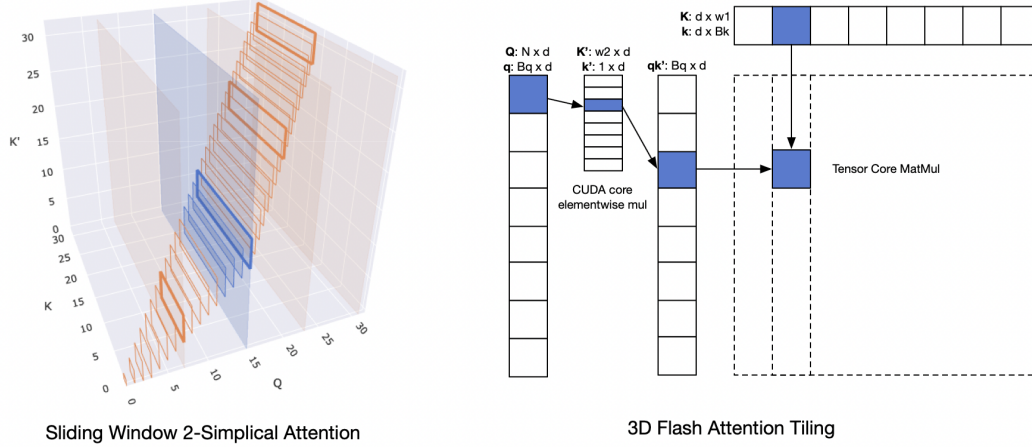 30
25
20
15
10
5
0
K'
30
25
20
15
10
5
0
K
0
5
10
15
20
25
30
Q
Sliding Window 2-Simplical Attention
Q: N x d
q: Bq x d
K': w2 x d
k': 1 x d
qk': Bq x d
K: d x w1
k: d x Bk
CUDA core
elementwise mul
Tensor Core MatMul
3D Flash Attention Tiling